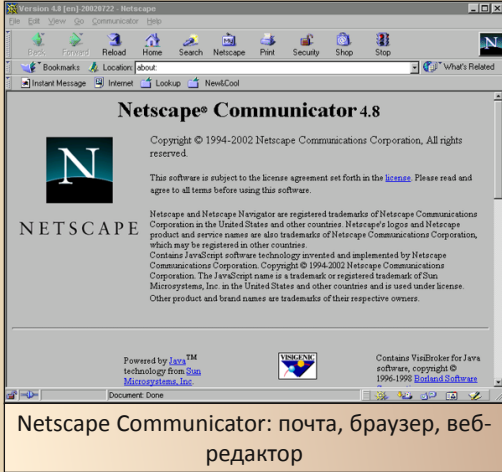 Version 4.8 [en]-20020722 - Netscape
File Edit View Go Communicator Help
Back Forward Reload Home Search Netscape Print Security Shop Stop
Bookmarks Location: about: What's Related
Instant Message Internet Lookup New&Cool
Netscape® Communicator 4.8
Copyright © 1994-2002 Netscape Communications Corporation, All rights
reserved.
This software is subject to the license agreement set forth in the license. Please read and
agree to all terms before using this software.
N
NETSCAPE
Netscape and Netscape Navigator are registered trademarks of Netscape Communications
Corporation in the United States and other countries. Netscape's logos and Netscape
product and service names are also trademarks of Netscape Communications Corporation,
which may be registered in other countries.
Contains JavaScript software technology invented and implemented by Netscape
Communications Corporation. Copyright © 1994-2002 Netscape Communications
Corporation. The JavaScript name is a trademark or registered trademark of Sun
Microsystems, Inc. in the United States and other countries and is used under license.
Other product and brand names are trademarks of their respective owners.
Powered by Java™
technology from Sun
Microsystems, Inc.
VISIGENIC
Contains VisiBroker for Java
software, copyright ©
1996-1998 Borland Software
Document: Done
Netscape Communicator: почта, браузер, веб-
редактор